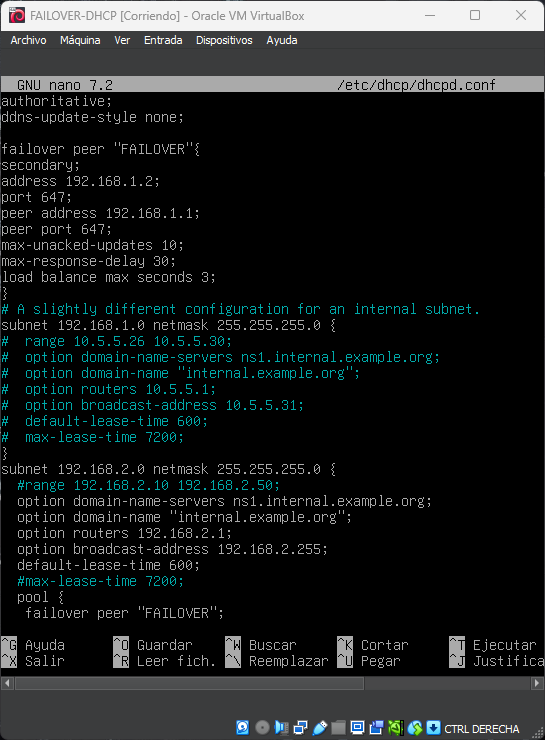 FAILOVER-DHCP [Corriendo] - Oracle VM VirtualBox
Archivo Máquina Ver Entrada Dispositivos Ayuda
GNU nano 7.2 /etc/dhcp/dhcpd.conf
authoritative;
ddns-update-style none;
failover peer "FAILOVER"{
secondary;
address 192.168.1.2;
port 647;
peer address 192.168.1.1;
peer port 647;
max-unacked-updates 10;
max-response-delay 30;
load balance max seconds 3;
}
# A slightly different configuration for an internal subnet.
subnet 192.168.1.0 netmask 255.255.255.0 {
#  range 10.5.5.26 10.5.5.30;
#  option domain-name-servers ns1.internal.example.org;
#  option domain-name "internal.example.org";
#  option routers 10.5.5.1;
#  option broadcast-address 10.5.5.31;
#  default-lease-time 600;
#  max-lease-time 7200;
}
subnet 192.168.2.0 netmask 255.255.255.0 {
  #range 192.168.2.10 192.168.2.50;
  option domain-name-servers ns1.internal.example.org;
  option domain-name "internal.example.org";
  option routers 192.168.2.1;
  option broadcast-address 192.168.2.255;
  default-lease-time 600;
  #max-lease-time 7200;
  pool {
   failover peer "FAILOVER";
^G Ayuda ^O Guardar ^W Buscar ^K Cortar ^T Ejecutar
^X Salir ^R Leer fich. ^\ Reemplazar ^U Pegar ^J Justifica
CTRL DERECHA